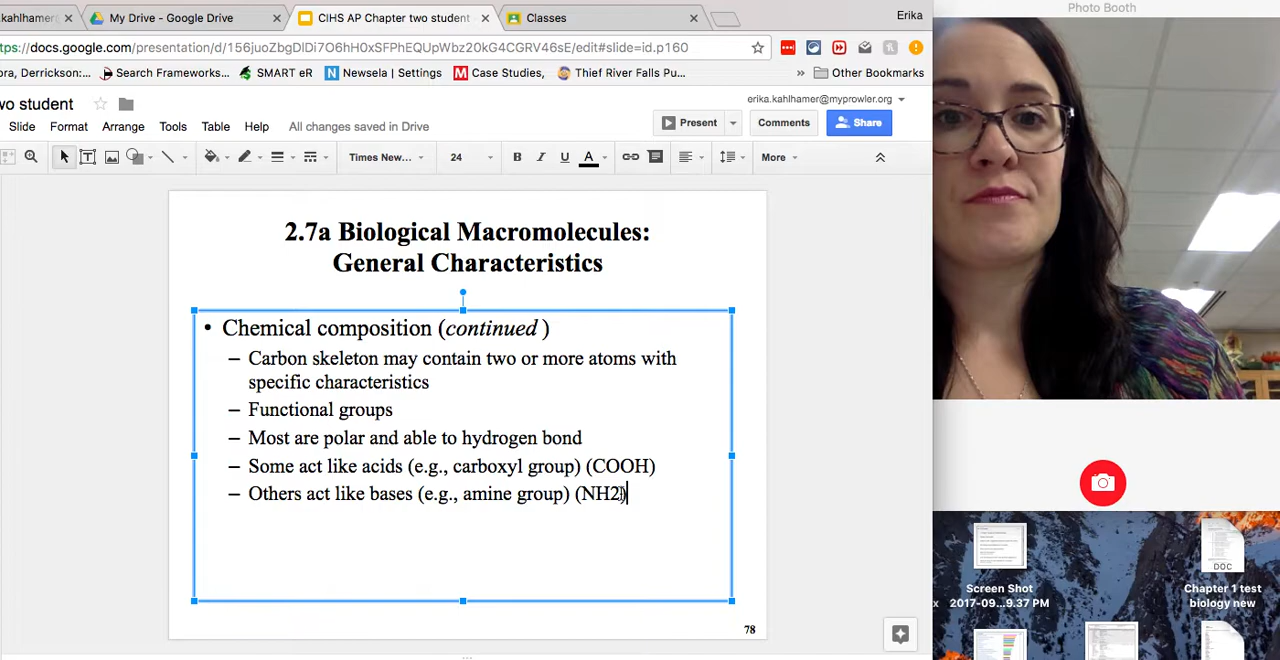 .kahlhamer@
My Drive - Google Drive
CIHS AP Chapter two student
Classes
Erika
ttps://docs.google.com/presentation/d/156juoZbgDlDi7O6hH0xSFPhEQUpWbz20kG4CGRV46sE/edit#slide=id.p160
ora, Derrickson:...
Search Frameworks...
SMART eR
Newsela | Settings
Case Studies,
Thief River Falls Pu...
»
Other Bookmarks
wo student
erika.kahlhamer@myprowler.org
Slide Format Arrange Tools Table Help All changes saved in Drive
Present
Comments
Share
Times New...
24
B I U A
More
2.7a Biological Macromolecules:
General Characteristics
• Chemical composition (continued )
– Carbon skeleton may contain two or more atoms with
specific characteristics
– Functional groups
– Most are polar and able to hydrogen bond
– Some act like acids (e.g., carboxyl group) (COOH)
– Others act like bases (e.g., amine group) (NH2)
78
Photo Booth
Screen Shot
2017-09...9.37 PM
x
DOC
Chapter 1 test
biology new